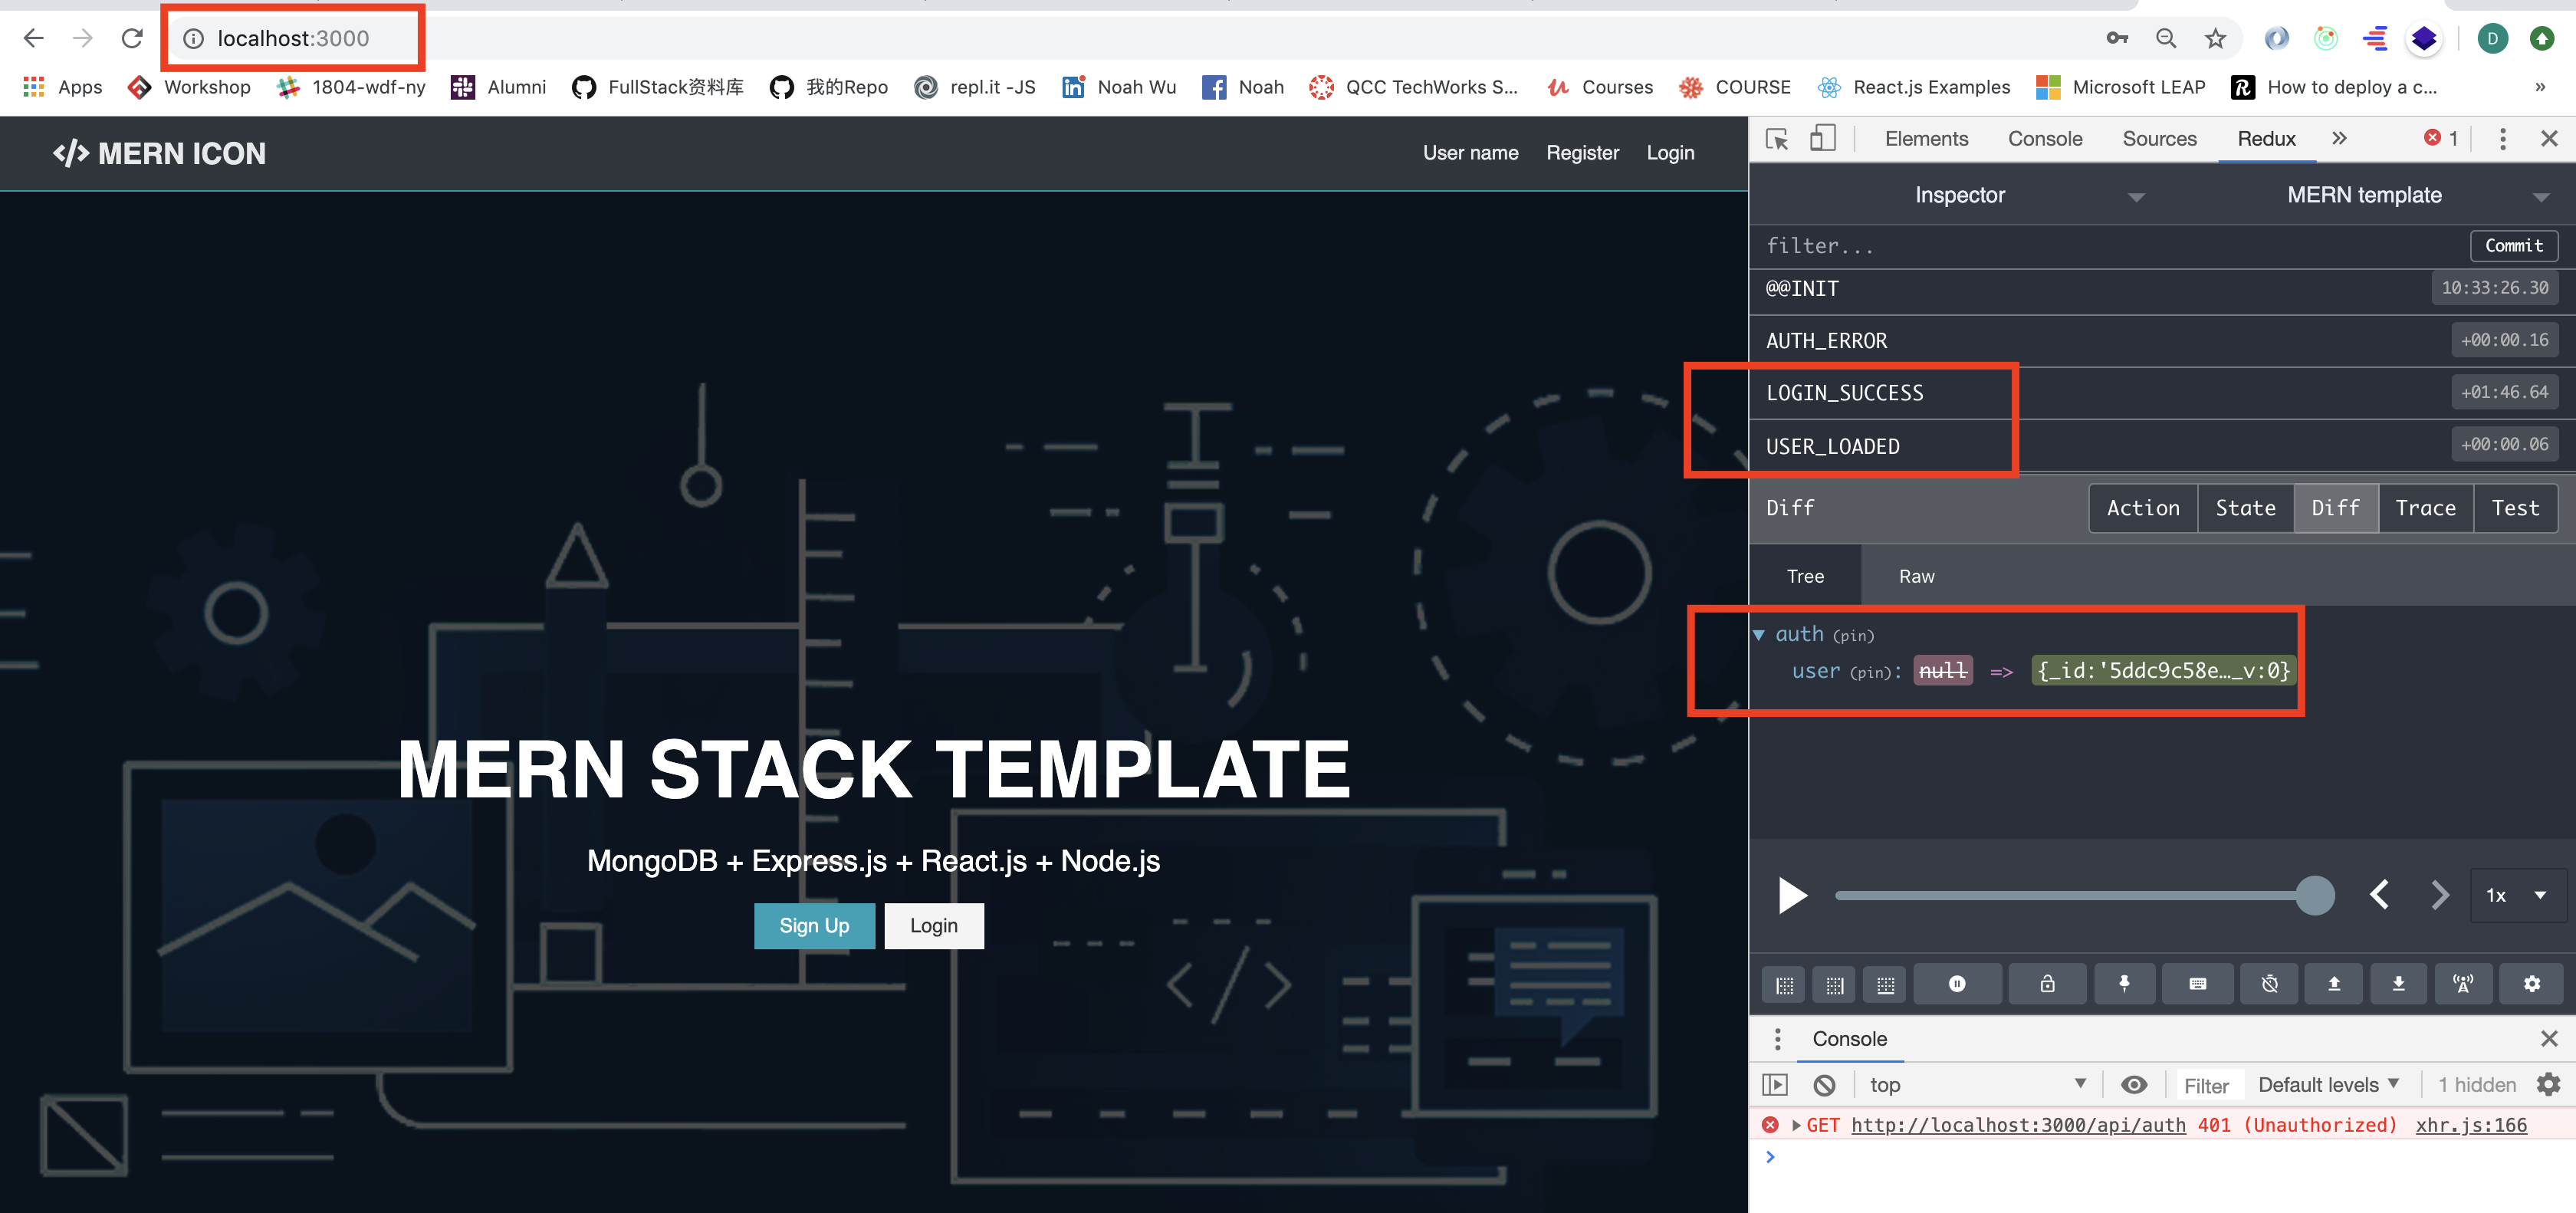 localhost:3000
D
Apps Workshop 1804-wdf-ny Alumni FullStack资料库 我的Repo repl.it -JS Noah Wu Noah QCC TechWorks S... Courses COURSE React.js Examples Microsoft LEAP How to deploy a c... »
</> MERN ICON User name Register Login
MERN STACK TEMPLATE
MongoDB + Express.js + React.js + Node.js
Sign Up Login
Elements Console Sources Redux » 1
Inspector MERN template
filter... Commit
@@INIT 10:33:26.30
AUTH_ERROR +00:00.16
LOGIN_SUCCESS +01:46.64
USER_LOADED +00:00.06
Diff Action State Diff Trace Test
Tree Raw
auth (pin)
user (pin): null => {_id:'5ddc9c58e…_v:0}
1x
Console
top Filter Default levels 1 hidden
GET http://localhost:3000/api/auth 401 (Unauthorized) xhr.js:166